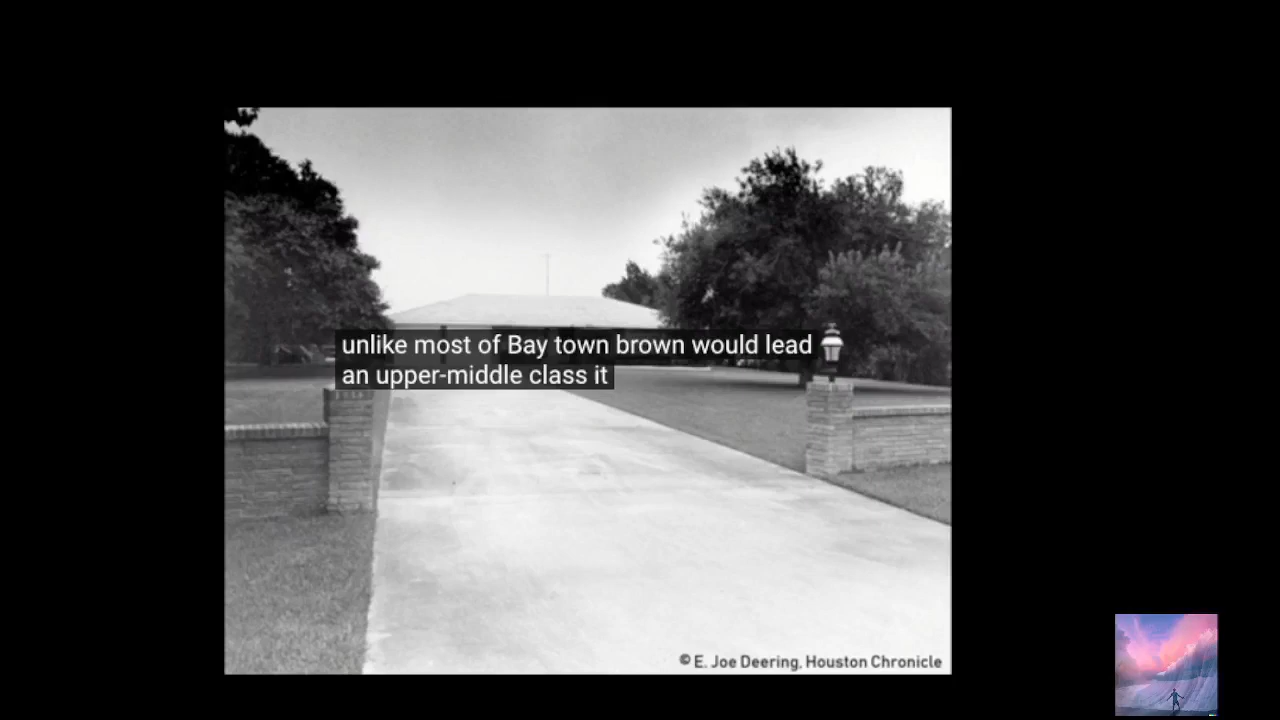 unlike most of Bay town brown would lead
an upper-middle class it
© E. Joe Deering, Houston Chronicle